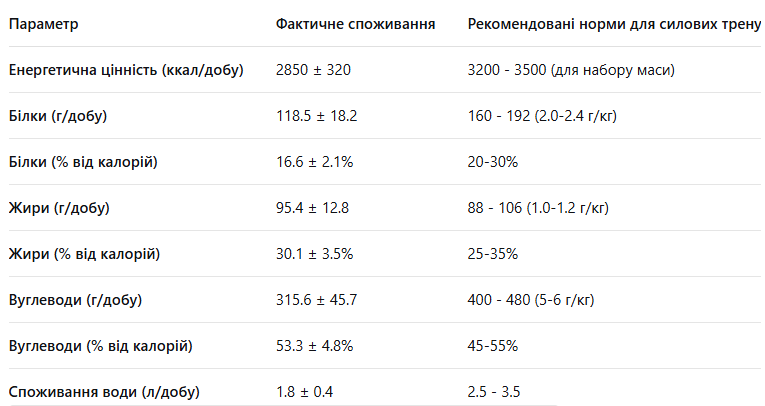 Параметр Фактичне споживання Рекомендовані норми для силових трену
Енергетична цінність (ккал/добу) 2850 ± 320 3200 - 3500 (для набору маси)
Білки (г/добу) 118.5 ± 18.2 160 - 192 (2.0-2.4 г/кг)
Білки (% від калорій) 16.6 ± 2.1% 20-30%
Жири (г/добу) 95.4 ± 12.8 88 - 106 (1.0-1.2 г/кг)
Жири (% від калорій) 30.1 ± 3.5% 25-35%
Вуглеводи (г/добу) 315.6 ± 45.7 400 - 480 (5-6 г/кг)
Вуглеводи (% від калорій) 53.3 ± 4.8% 45-55%
Споживання води (л/добу) 1.8 ± 0.4 2.5 - 3.5